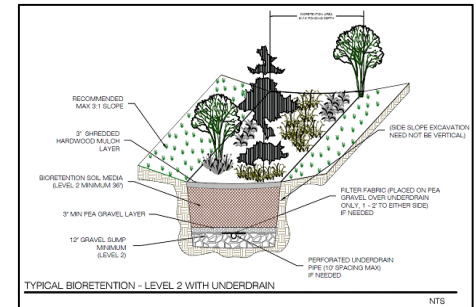 BIORETENTION AREA
RECOMMENDED
MAX 3:1 SLOPE
3" SHREDDED
HARDWOOD MULCH
LAYER
(SIDE SLOPE EXCAVATION
NEED NOT BE VERTICAL)
BIORETENTION SOIL MEDIA
(LEVEL 2 MINIMUM 36")
FILTER FABRIC (PLACED ON PEA
GRAVEL OVER UNDERDRAIN
ONLY, 1 - 2' TO EITHER SIDE)
IF NEEDED
3" MIN PEA GRAVEL LAYER
12" GRAVEL SUMP
MINIMUM
(LEVEL 2)
PERFORATED UNDERDRAIN
PIPE (10' SPACING MAX)
IF NEEDED
TYPICAL BIORETENTION - LEVEL 2 WITH UNDERDRAIN
NTS